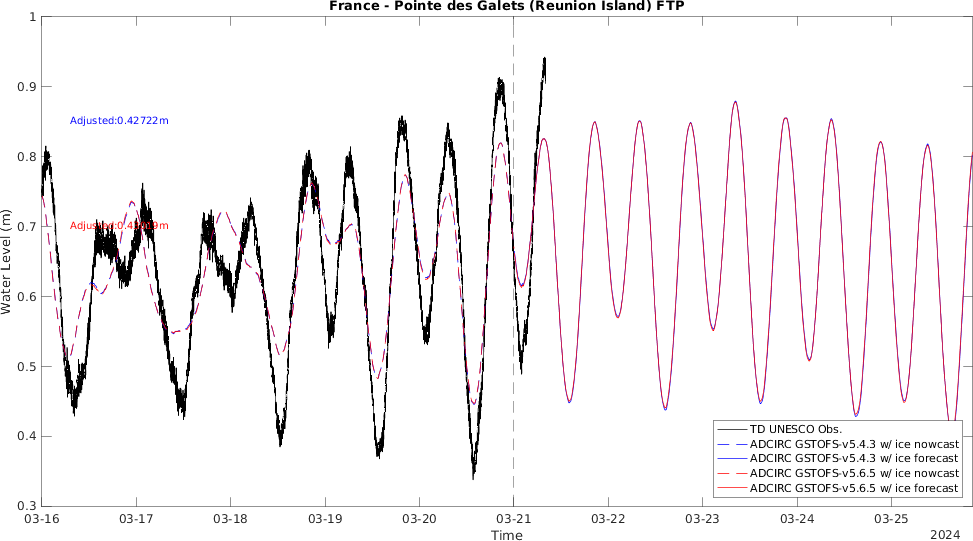 France - Pointe des Galets (Reunion Island) FTP
1
0.9
0.8
0.7
0.6
0.5
0.4
0.3
Water Level (m)
Adjusted:0.42722m
03-16
03-17
03-18
03-19
03-20
03-21
03-22
03-23
03-24
03-25
Time
2024
TD UNESCO Obs.
ADCIRC GSTOFS-v5.4.3 w/ ice nowcast
ADCIRC GSTOFS-v5.4.3 w/ ice forecast
ADCIRC GSTOFS-v5.6.5 w/ ice nowcast
ADCIRC GSTOFS-v5.6.5 w/ ice forecast